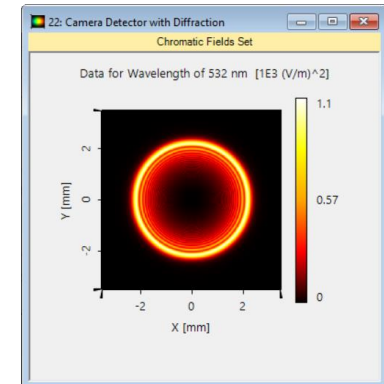 22: Camera Detector with Diffraction
Chromatic Fields Set
Data for Wavelength of 532 nm [1E3 (V/m)^2]
1.1
0.57
0
2
0
-2
Y [mm]
-2 0 2
X [mm]